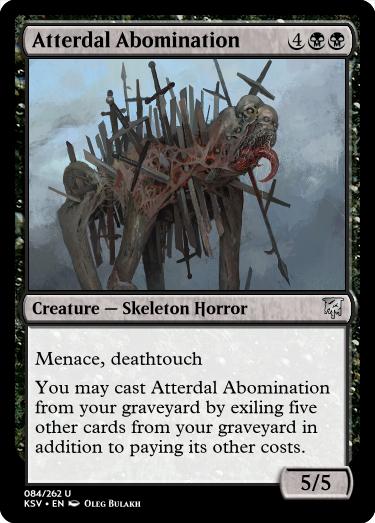 Atterdal Abomination 4
Creature — Skeleton Horror
Menace, deathtouch
You may cast Atterdal Abomination
from your graveyard by exiling five
other cards from your graveyard in
addition to paying its other costs.
5/5
084/262 U
KSV • EN Oleg Bulakh